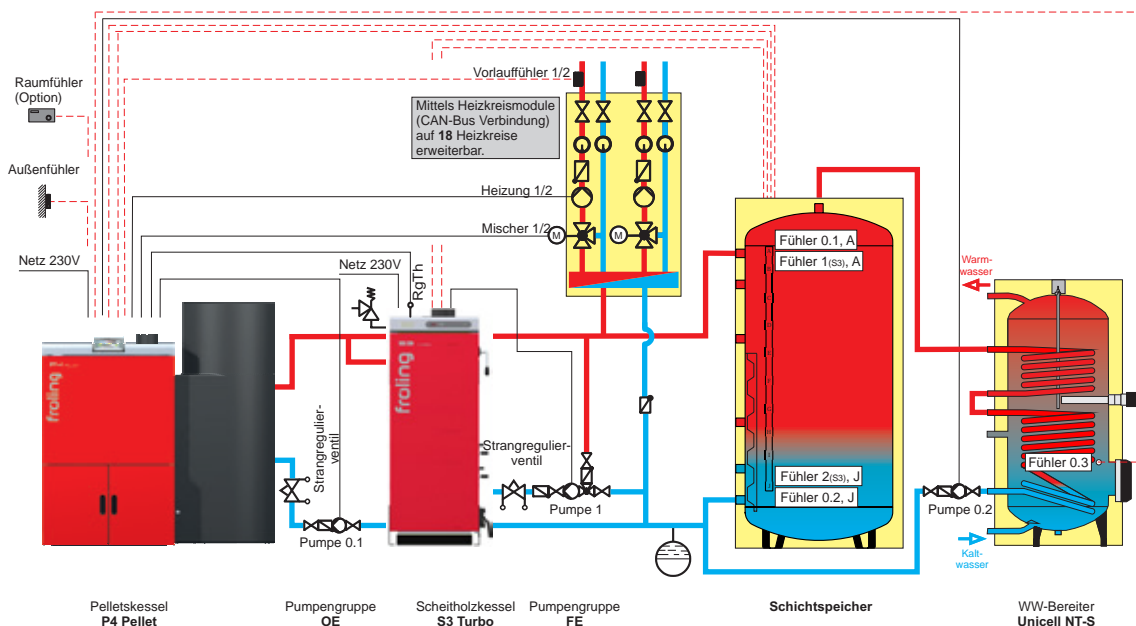 Raumfühler
(Option)
Außenfühler
Netz 230V
Vorlauffühler 1/2
Mittels Heizkreismodule
(CAN-Bus Verbindung)
auf 18 Heizkreise
erweiterbar.
Heizung 1/2
Mischer 1/2
M
M
Netz 230V
RgTh
froling
froling
Strangregulier-
ventil
Pumpe 0.1
Strangregulier-
ventil
Pumpe 1
Fühler 0.1, A
Fühler 1(S3), A
Fühler 2(S3), J
Fühler 0.2, J
Warm-
wasser
Fühler 0.3
Pumpe 0.2
Kalt-
wasser
Pelletskessel
P4 Pellet
Pumpengruppe
OE
Scheitholzkessel
S3 Turbo
Pumpengruppe
FE
Schichtspeicher
WW-Bereiter
Unicell NT-S